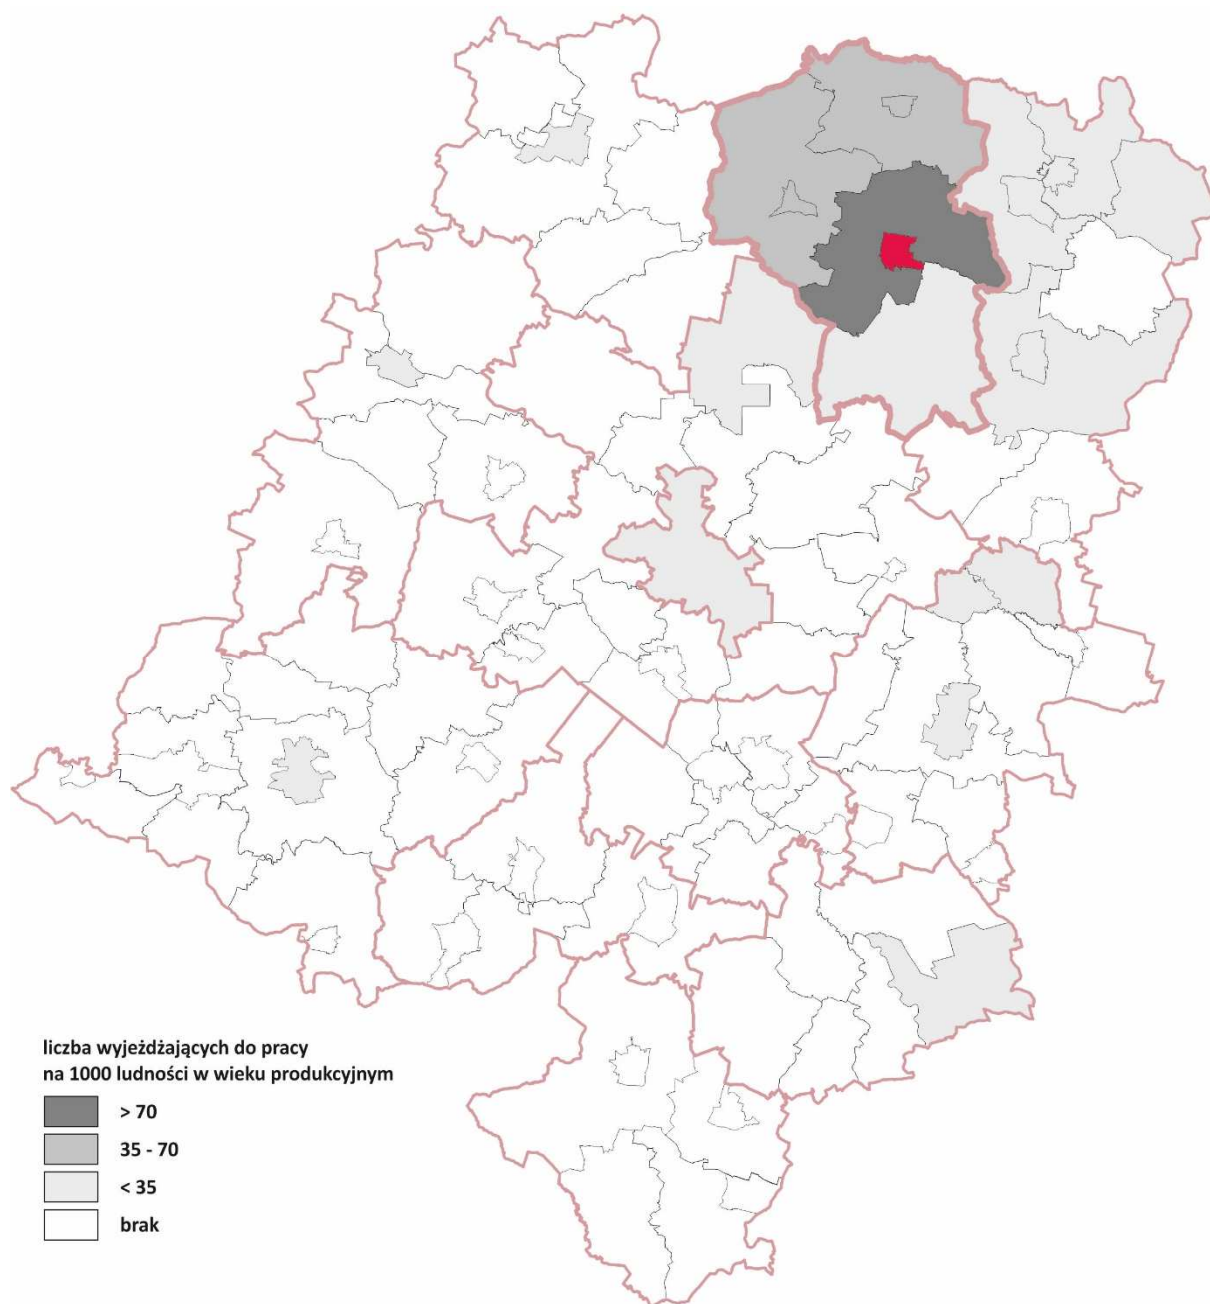 liczba wyjeżdżających do pracy
na 1000 ludności w wieku produkcyjnym
> 70
35 - 70
< 35
brak